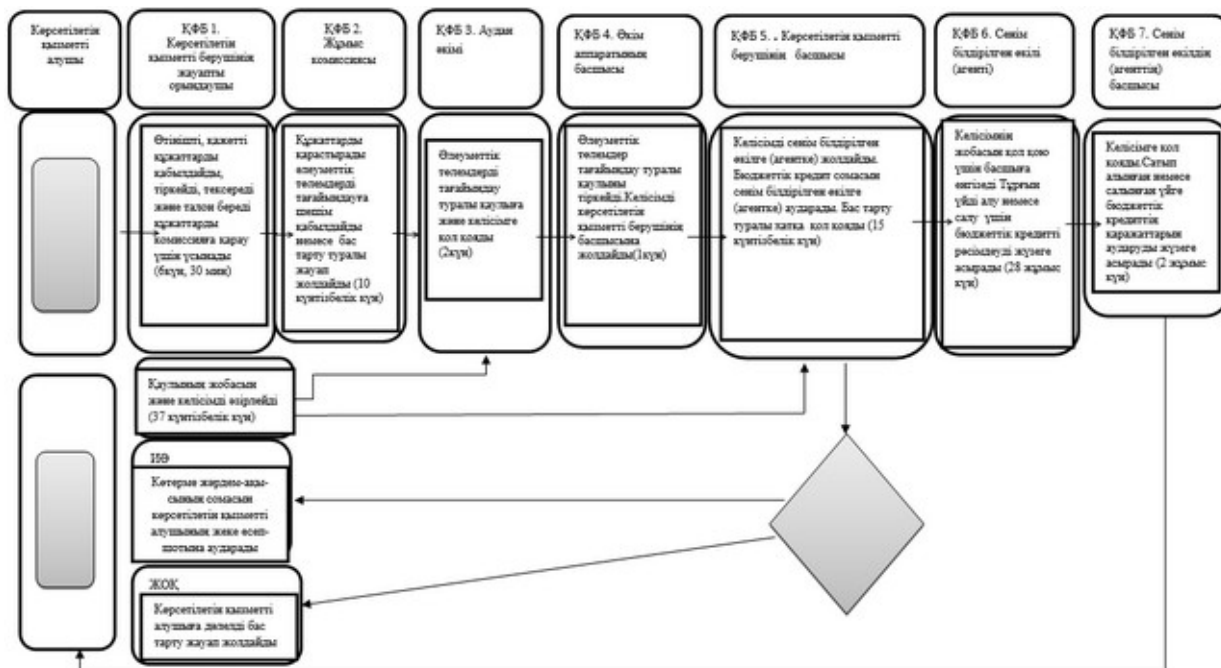 Көрсетілетін
қызметті
алушы
ҚФБ 1.
Көрсетілетін
қызметті берушінің
жауапты
орындаушы
ҚФБ 2.
Жұмыс
комиссиясы
ҚФБ 3. Аудан
әкімі
ҚФБ 4. Әкім
аппаратының
басшысы
ҚФБ 5. . Көрсетілетін қызметті
берушінің басшысы
ҚФБ 6. Сенім
білдірілген өкілі
(агенті)
ҚФБ 7. Сенім
білдірілген өкілдің
(агенттің)
басшысы
Өтінішті, қажетті
құжаттарды
қабылдайды,
тіркейді, тексереді
және талон береді
құжаттарды
комиссияға қарау
үшін ұсынады
(6күн, 30 мин)
Құжаттарды
қарастырады
әлеуметтік
төлемдерді
тағайындауға
шешім
қабылдайды
немесе бас
тарту туралы
жауап
жолдайды (10
күнтізбелік күн)
Әлеуметтік
төлемдерді
тағайындау
туралы қаулыға
және келісімге
қол қояды
(2күн)
Әлеуметтік
төлемдер
тағайындау туралы
қаулыны
тіркейді.Келісімді
көрсетілетін
қызметті берушінің
басшысына
жолдайды(1күн)
Келісімді сенім білдірілген
өкілге (агентке) жолдайды.
Бюджеттік кредит сомасын
сенім білдірілген өкілге
(агентке) аударады. Бас тарту
туралы хатқа қол қояды (15
күнтізбелік күн)
Келісімнің
жобасын қол қою
үшін басшыға
енгізеді Тұрғын
үйді алу немесе
салу үшін
бюджеттік кредитті
рәсімдеуді жүзеге
асырады (28 жұмыс
күн)
Келісімге қол
қояды.Сатып
алынған немесе
салынған үйге
бюджеттік
кредиттік
қаражаттарын
аударуды жүзеге
асырады (2 жұмыс
күн)
Қаулының жобасын
және келісімді әзірлейді
(37 күнтізбелік күн)
ИӘ
Көтерме жәрдем-ақы-
сының сомасын
көрсетілетін қызметті
алушының жеке есеп-
шотына аударады
ЖОҚ
Көрсетілетін қызметті
алушыға дәлелді бас
тарту жауап жолдайды